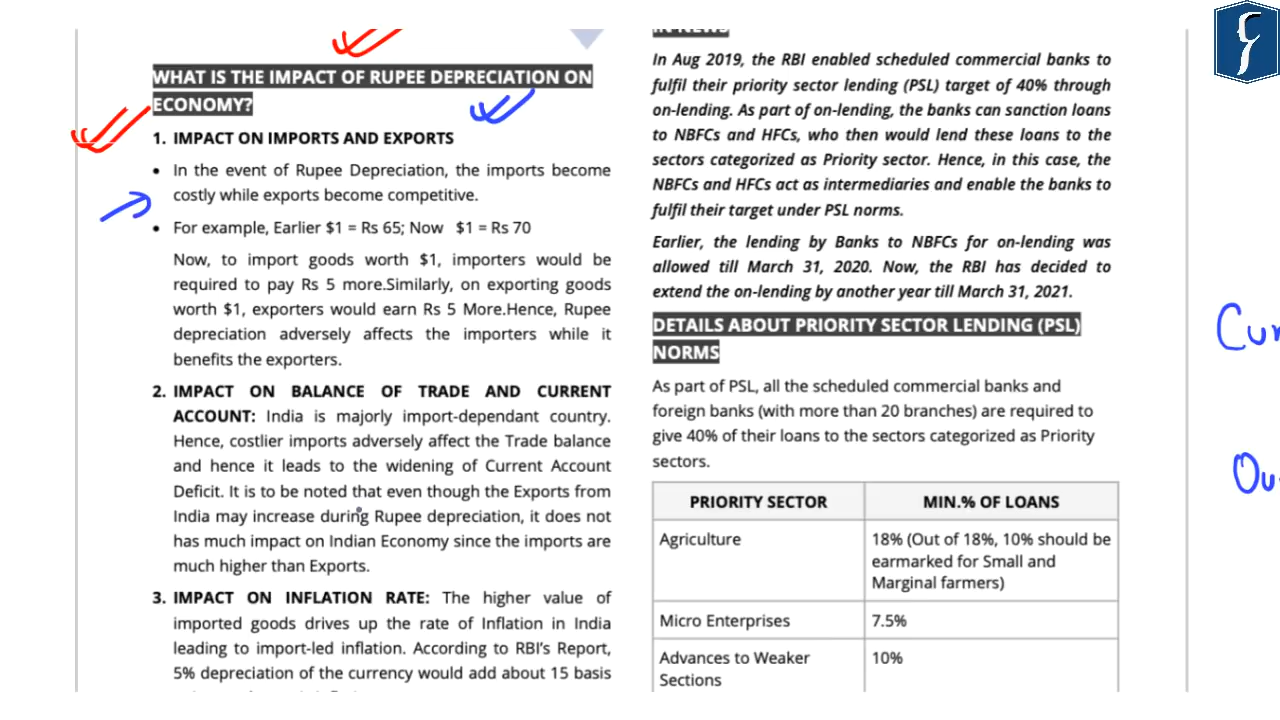 WHAT IS THE IMPACT OF RUPEE DEPRECIATION ON
ECONOMY?
1. IMPACT ON IMPORTS AND EXPORTS
• In the event of Rupee Depreciation, the imports become
costly while exports become competitive.
• For example, Earlier $1 = Rs 65; Now $1 = Rs 70
Now, to import goods worth $1, importers would be
required to pay Rs 5 more.Similarly, on exporting goods
worth $1, exporters would earn Rs 5 More.Hence, Rupee
depreciation adversely affects the importers while it
benefits the exporters.
2. IMPACT ON BALANCE OF TRADE AND CURRENT
ACCOUNT: India is majorly import-dependant country.
Hence, costlier imports adversely affect the Trade balance
and hence it leads to the widening of Current Account
Deficit. It is to be noted that even though the Exports from
India may increase during Rupee depreciation, it does not
has much impact on Indian Economy since the imports are
much higher than Exports.
3. IMPACT ON INFLATION RATE: The higher value of
imported goods drives up the rate of Inflation in India
leading to import-led inflation. According to RBI's Report,
5% depreciation of the currency would add about 15 basis
IN NEWS
In Aug 2019, the RBI enabled scheduled commercial banks to
fulfil their priority sector lending (PSL) target of 40% through
on-lending. As part of on-lending, the banks can sanction loans
to NBFCs and HFCs, who then would lend these loans to the
sectors categorized as Priority sector. Hence, in this case, the
NBFCs and HFCs act as intermediaries and enable the banks to
fulfil their target under PSL norms.
Earlier, the lending by Banks to NBFCs for on-lending was
allowed till March 31, 2020. Now, the RBI has decided to
extend the on-lending by another year till March 31, 2021.
DETAILS ABOUT PRIORITY SECTOR LENDING (PSL)
NORMS
As part of PSL, all the scheduled commercial banks and
foreign banks (with more than 20 branches) are required to
give 40% of their loans to the sectors categorized as Priority
sectors.
PRIORITY SECTOR MIN.% OF LOANS
Agriculture 18% (Out of 18%, 10% should be
earmarked for Small and
Marginal farmers)
Micro Enterprises 7.5%
Advances to Weaker 10%
Sections